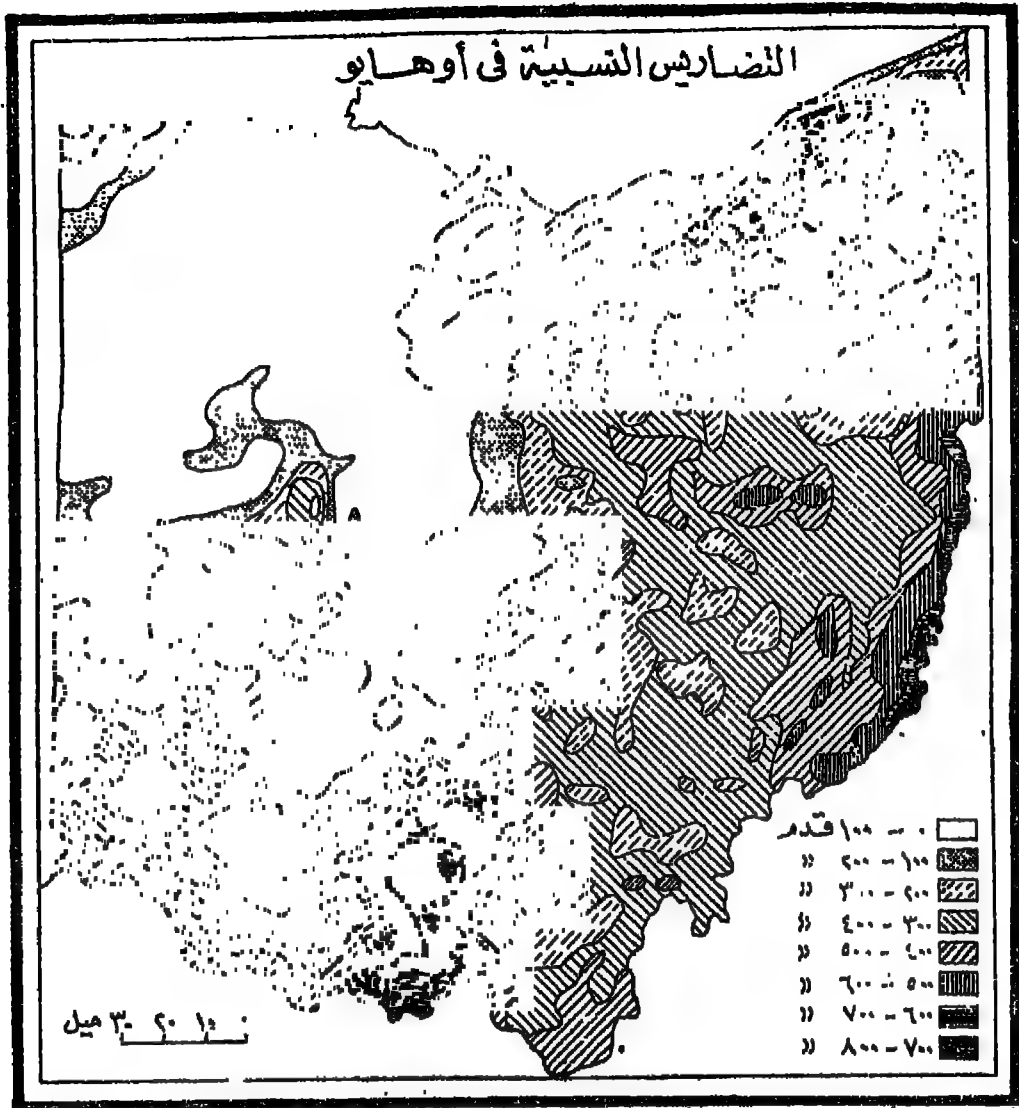 التضاريس النسبية فى أوهايو
A
٠ - ١٠٠ قدم
١٠٠ - ٢٠٠ »
٢٠٠ - ٣٠٠ »
٣٠٠ - ٤٠٠ »
٤٠٠ - ٥٠٠ »
٥٠٠ - ٦٠٠ »
٦٠٠ - ٧٠٠ »
٧٠٠ - ٨٠٠ »
٠ ١٠ ٢٠ ٣٠ ميل